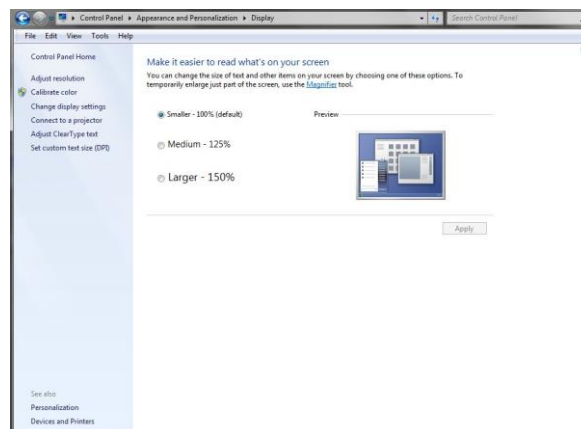 Control Panel Appearance and Personalization Display
Search Control Panel
File Edit View Tools Help
Control Panel Home
Adjust resolution
Calibrate color
Change display settings
Connect to a projector
Adjust ClearType text
Set custom text size (DPI)
See also
Personalization
Devices and Printers
Make it easier to read what's on your screen
You can change the size of text and other items on your screen by choosing one of these options. To
temporarily enlarge just part of the screen, use the Magnifier tool.
Smaller - 100% (default)
Preview
Medium - 125%
Larger - 150%
Apply